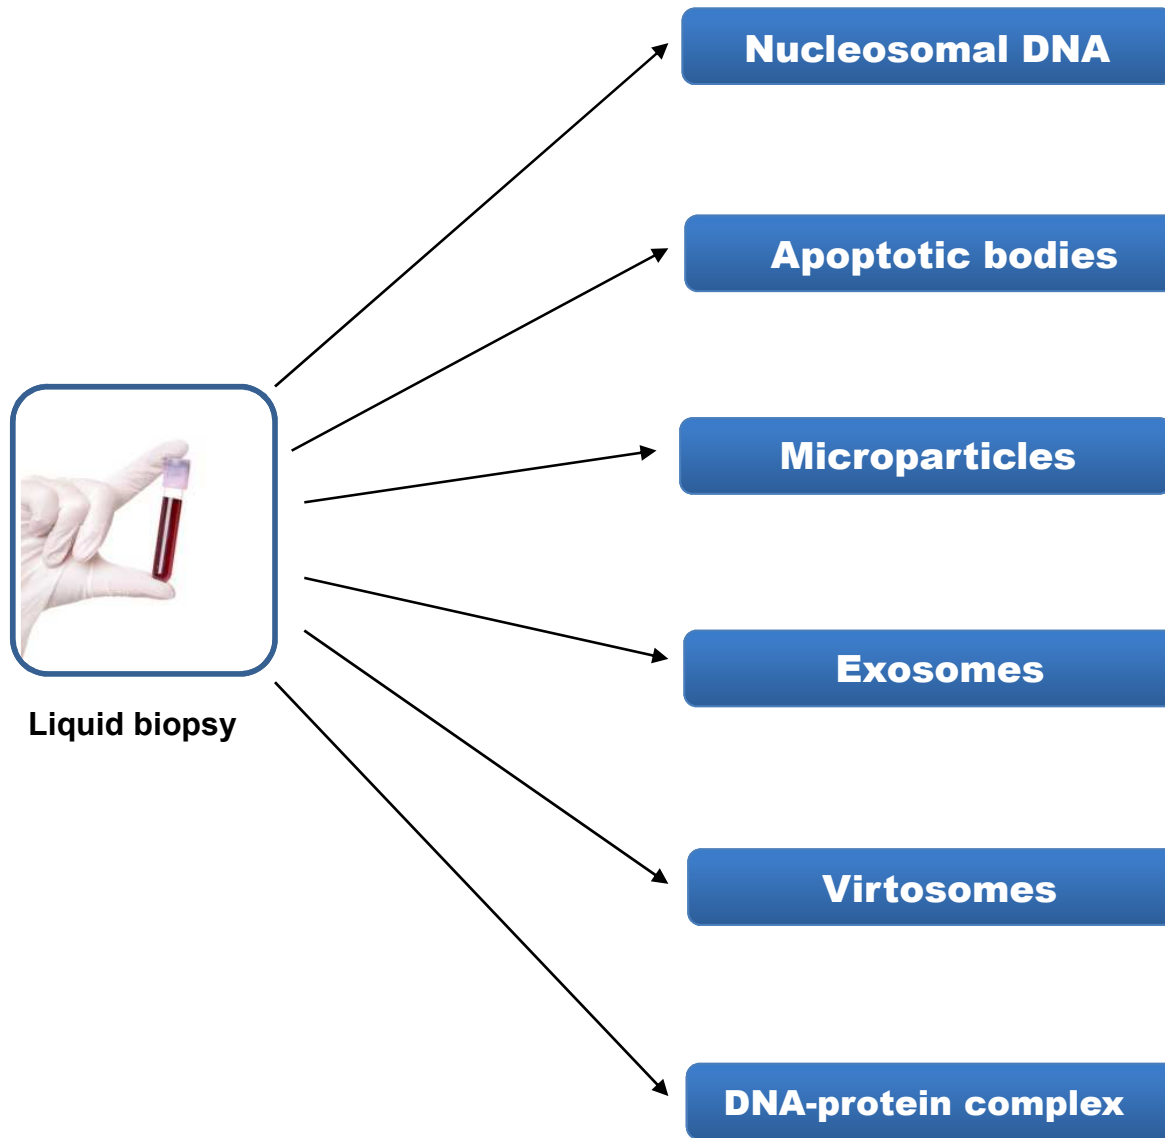 Nucleosomal DNA
Apoptotic bodies
Microparticles
Exosomes
Liquid biopsy
Virtosomes
DNA-protein complex